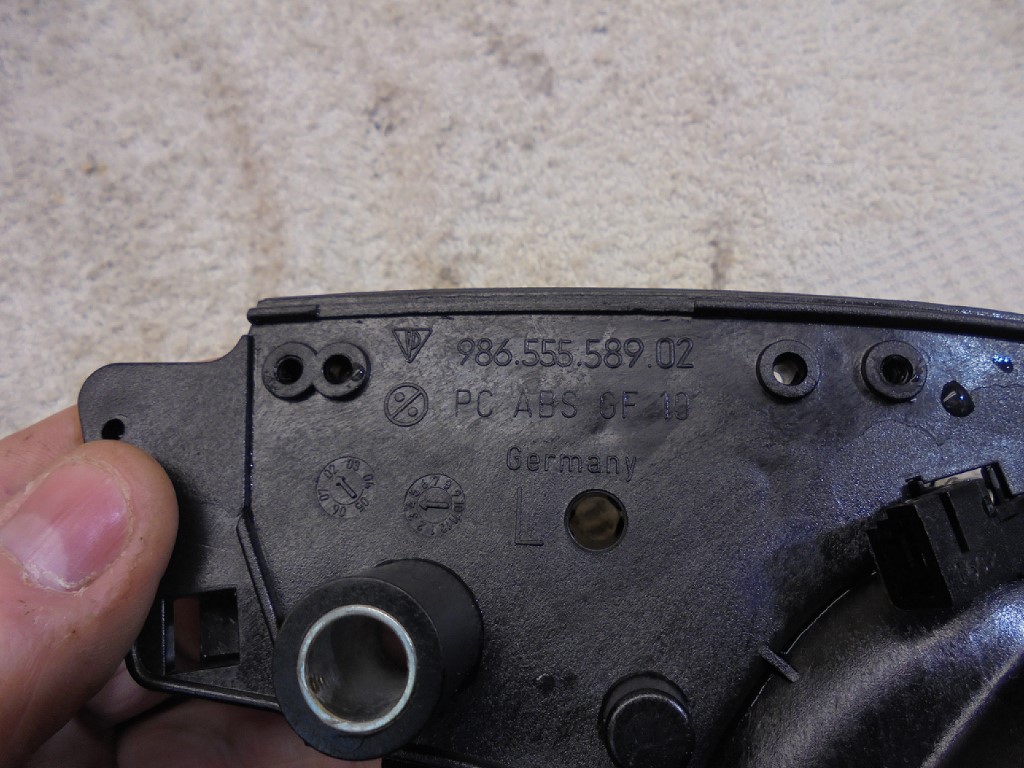 986.555.589.02
PC ABS GF 10
Germany
L